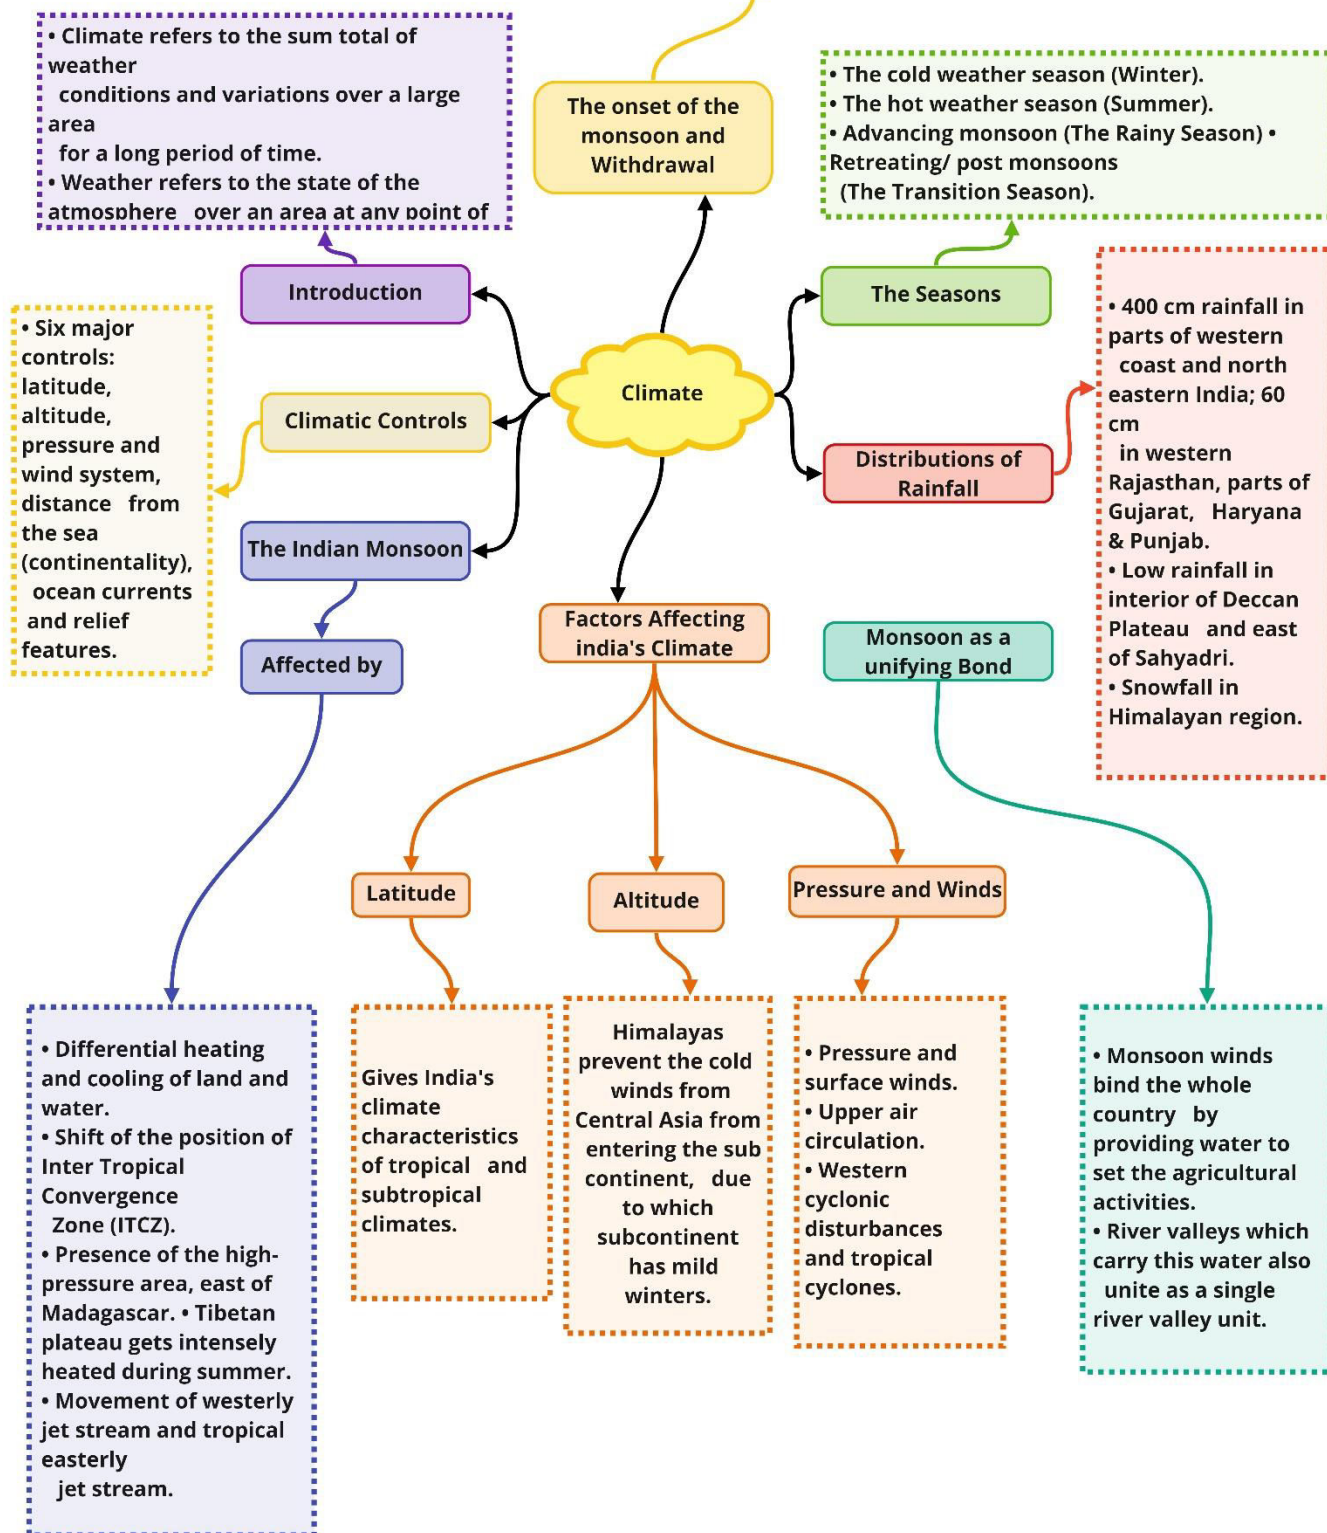 • Climate refers to the sum total of
weather
conditions and variations over a large
area
for a long period of time.
• Weather refers to the state of the
atmosphere over an area at any point of
The onset of the
monsoon and
Withdrawal
• The cold weather season (Winter).
• The hot weather season (Summer).
• Advancing monsoon (The Rainy Season) •
Retreating/ post monsoons
(The Transition Season).
Introduction
The Seasons
• Six major
controls:
latitude,
altitude,
pressure and
wind system,
distance from
the sea
(continentality),
ocean currents
and relief
features.
Climatic Controls
Climate
• 400 cm rainfall in
parts of western
coast and north
eastern India; 60
cm
in western
Rajasthan, parts of
Gujarat, Haryana
& Punjab.
• Low rainfall in
interior of Deccan
Plateau and east
of Sahyadri.
• Snowfall in
Himalayan region.
Distributions of
Rainfall
The Indian Monsoon
Affected by
Factors Affecting
india's Climate
Monsoon as a
unifying Bond
Latitude
Altitude
Pressure and Winds
• Differential heating
and cooling of land and
water.
• Shift of the position of
Inter Tropical
Convergence
Zone (ITCZ).
• Presence of the high-
pressure area, east of
Madagascar. • Tibetan
plateau gets intensely
heated during summer.
• Movement of westerly
jet stream and tropical
easterly
jet stream.
Gives India's
climate
characteristics
of tropical and
subtropical
climates.
Himalayas
prevent the cold
winds from
Central Asia from
entering the sub
continent, due
to which
subcontinent
has mild
winters.
• Pressure and
surface winds.
• Upper air
circulation.
• Western
cyclonic
disturbances
and tropical
cyclones.
• Monsoon winds
bind the whole
country by
providing water to
set the agricultural
activities.
• River valleys which
carry this water also
unite as a single
river valley unit.